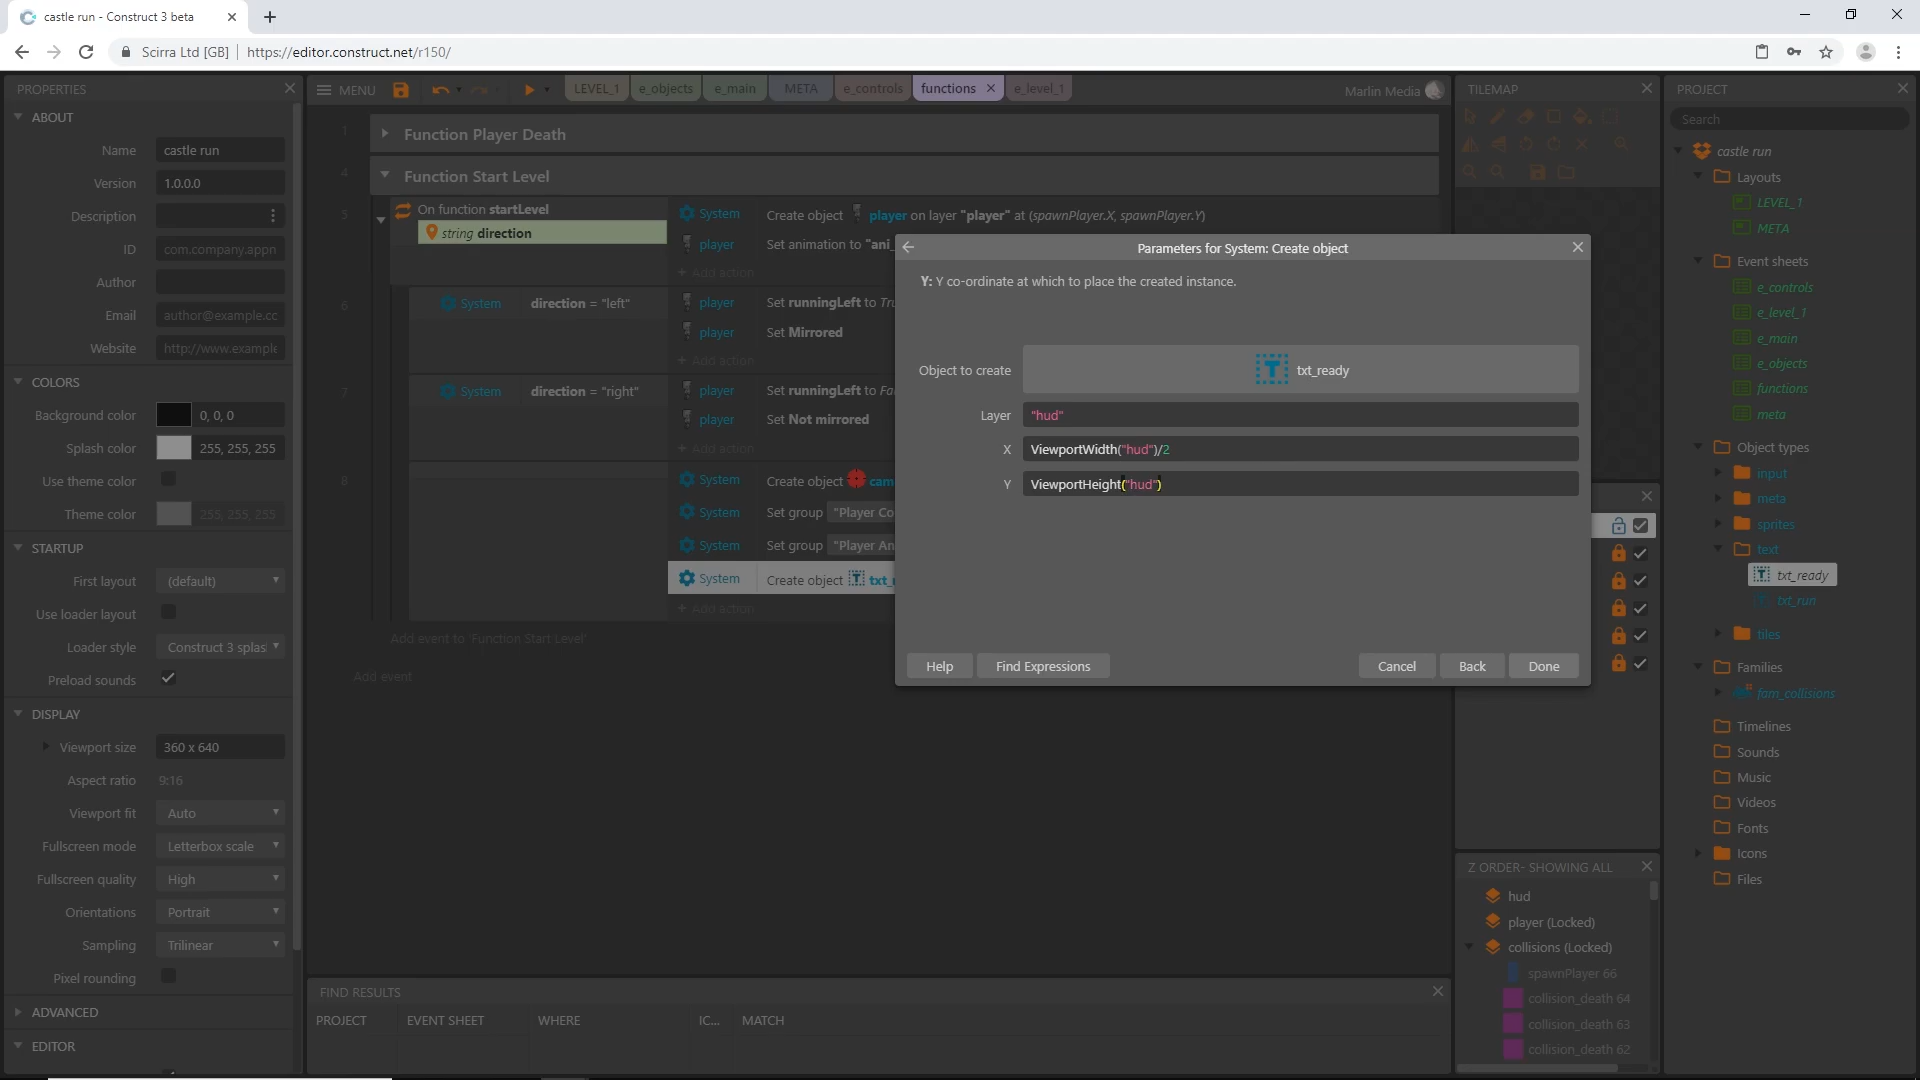 castle run - Construct 3 beta
Scirra Ltd [GB] | https://editor.construct.net/r150/
PROPERTIES
ABOUT
Name castle run
Version 1.0.0.0
Description
ID com.company.appn
Author
Email author@example.cc
Website http://www.example
COLORS
Background color 0, 0, 0
Splash color 255, 255, 255
Use theme color
Theme color 255, 255, 255
STARTUP
First layout (default)
Use loader layout
Loader style Construct 3 splas
Preload sounds
DISPLAY
Viewport size 360 x 640
Aspect ratio 9:16
Viewport fit Auto
Fullscreen mode Letterbox scale
Fullscreen quality High
Orientations Portrait
Sampling Trilinear
Pixel rounding
ADVANCED
EDITOR
MENU
LEVEL_1 e_objects e_main META e_controls functions e_level_1
Marlin Media
1 Function Player Death
4 Function Start Level
5 On function startLevel
string direction
System Create object player on layer "player" at (spawnPlayer.X, spawnPlayer.Y)
player Set animation to "ani_
+ Add action
6 System direction = "left"
player Set runningLeft to Tru
player Set Mirrored
+ Add action
7 System direction = "right"
player Set runningLeft to Fa
player Set Not mirrored
+ Add action
8 System Create object cam
System Set group "Player Co
System Set group "Player An
System Create object txt_r
+ Add action
Add event to 'Function Start Level'
Add event
Parameters for System: Create object
Y: Y co-ordinate at which to place the created instance.
Object to create txt_ready
Layer "hud"
X ViewportWidth("hud")/2
Y ViewportHeight("hud")
Help Find Expressions Cancel Back Done
FIND RESULTS
PROJECT EVENT SHEET WHERE IC... MATCH
TILEMAP
Z ORDER- SHOWING ALL
hud
player (Locked)
collisions (Locked)
spawnPlayer 66
collision_death 64
collision_death 63
collision_death 62
PROJECT
Search
castle run
Layouts
LEVEL_1
META
Event sheets
e_controls
e_level_1
e_main
e_objects
functions
meta
Object types
input
meta
sprites
text
txt_ready
txt_run
tiles
Families
fam_collisions
Timelines
Sounds
Music
Videos
Fonts
Icons
Files